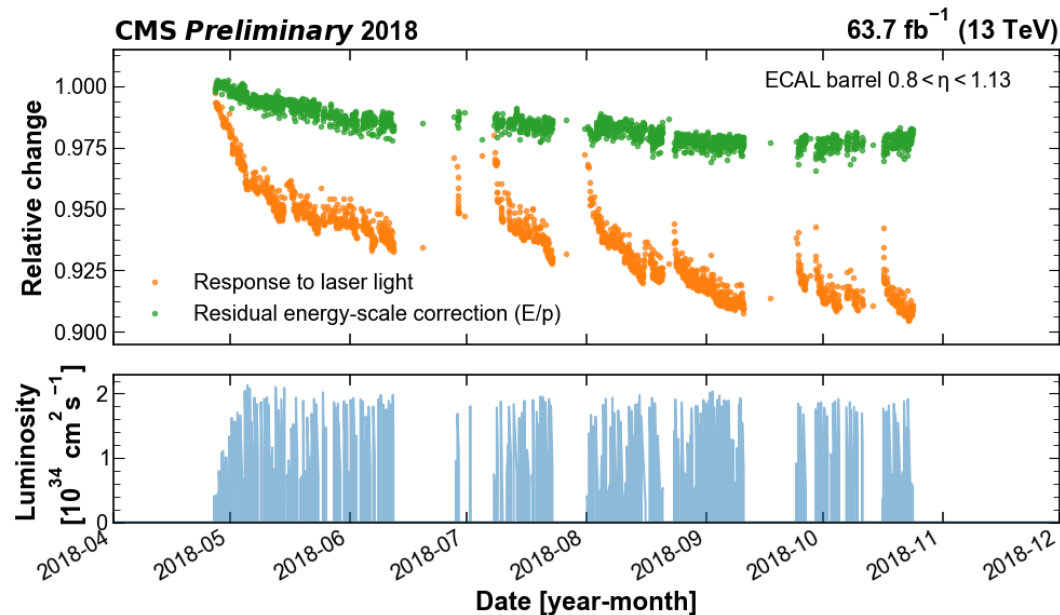 CMS Preliminary 2018
63.7 fb⁻¹ (13 TeV)
ECAL barrel 0.8 < η < 1.13
Relative change
1.000
0.975
0.950
0.925
0.900
Response to laser light
Residual energy-scale correction (E/p)
Luminosity
[10³⁴ cm² s⁻¹]
2
1
0
2018-04
2018-05
2018-06
2018-07
2018-08
2018-09
2018-10
2018-11
2018-12
Date [year-month]